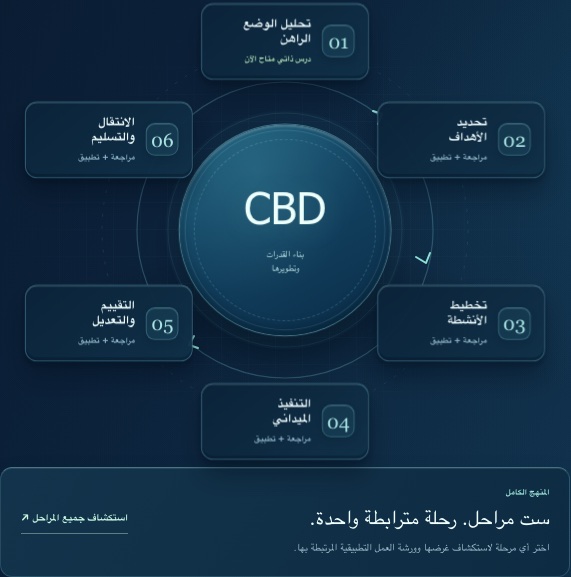 تحليل الوضع
الراهن
01
درس ذاتي متاح الآن
تحديد
الأهداف
02
مراجعة + تطبيق
تخطيط
الأنشطة
03
مراجعة + تطبيق
التنفيذ
الميداني
04
مراجعة + تطبيق
التقييم
والتعديل
05
مراجعة + تطبيق
الانتقال
والتسليم
06
مراجعة + تطبيق
CBD
بناء القدرات
وتطويرها
المنهج الكامل
ست مراحل. رحلة مترابطة واحدة.
اختر أي مرحلة لاستكشاف غرضها وورشة العمل التطبيقية المرتبطة بها.
استكشاف جميع المراحل ↗